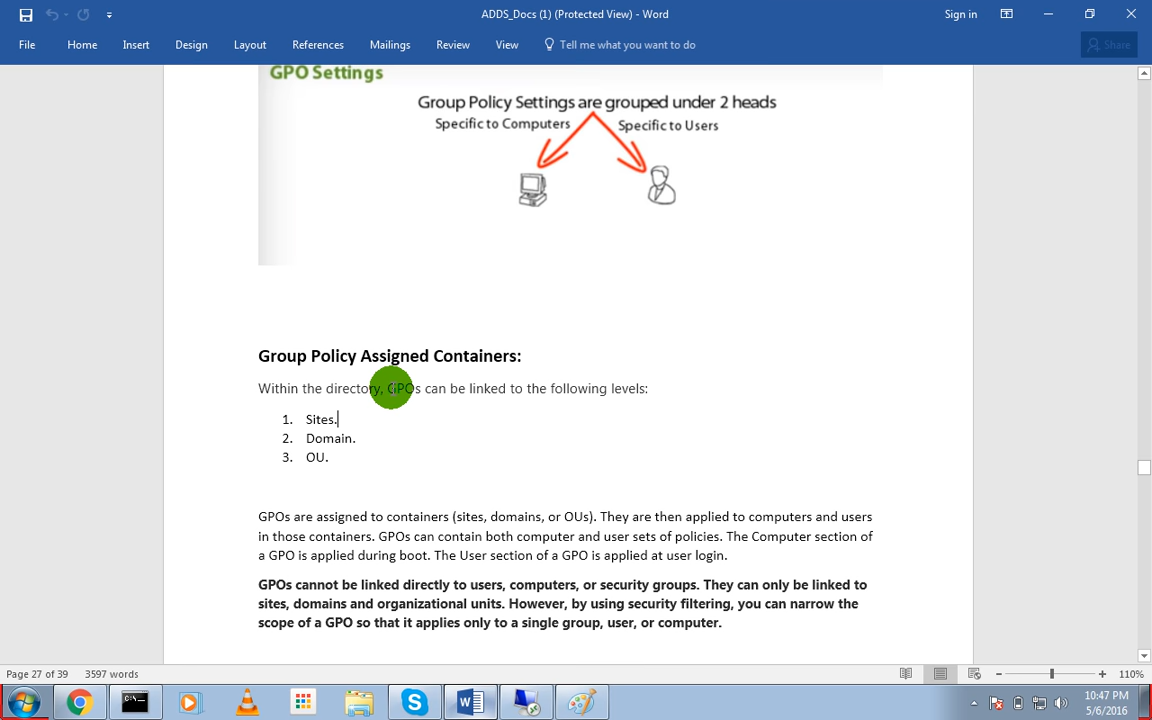 ADDS_Docs (1) (Protected View) - Word
Sign in
File Home Insert Design Layout References Mailings Review View Tell me what you want to do Share
GPO Settings
Group Policy Settings are grouped under 2 heads
Specific to Computers Specific to Users
Group Policy Assigned Containers:
Within the directory, GPOs can be linked to the following levels:
1. Sites.
2. Domain.
3. OU.
GPOs are assigned to containers (sites, domains, or OUs). They are then applied to computers and users
in those containers. GPOs can contain both computer and user sets of policies. The Computer section of
a GPO is applied during boot. The User section of a GPO is applied at user login.
GPOs cannot be linked directly to users, computers, or security groups. They can only be linked to
sites, domains and organizational units. However, by using security filtering, you can narrow the
scope of a GPO so that it applies only to a single group, user, or computer.
Page 27 of 39 3597 words 110%
10:47 PM
5/6/2016